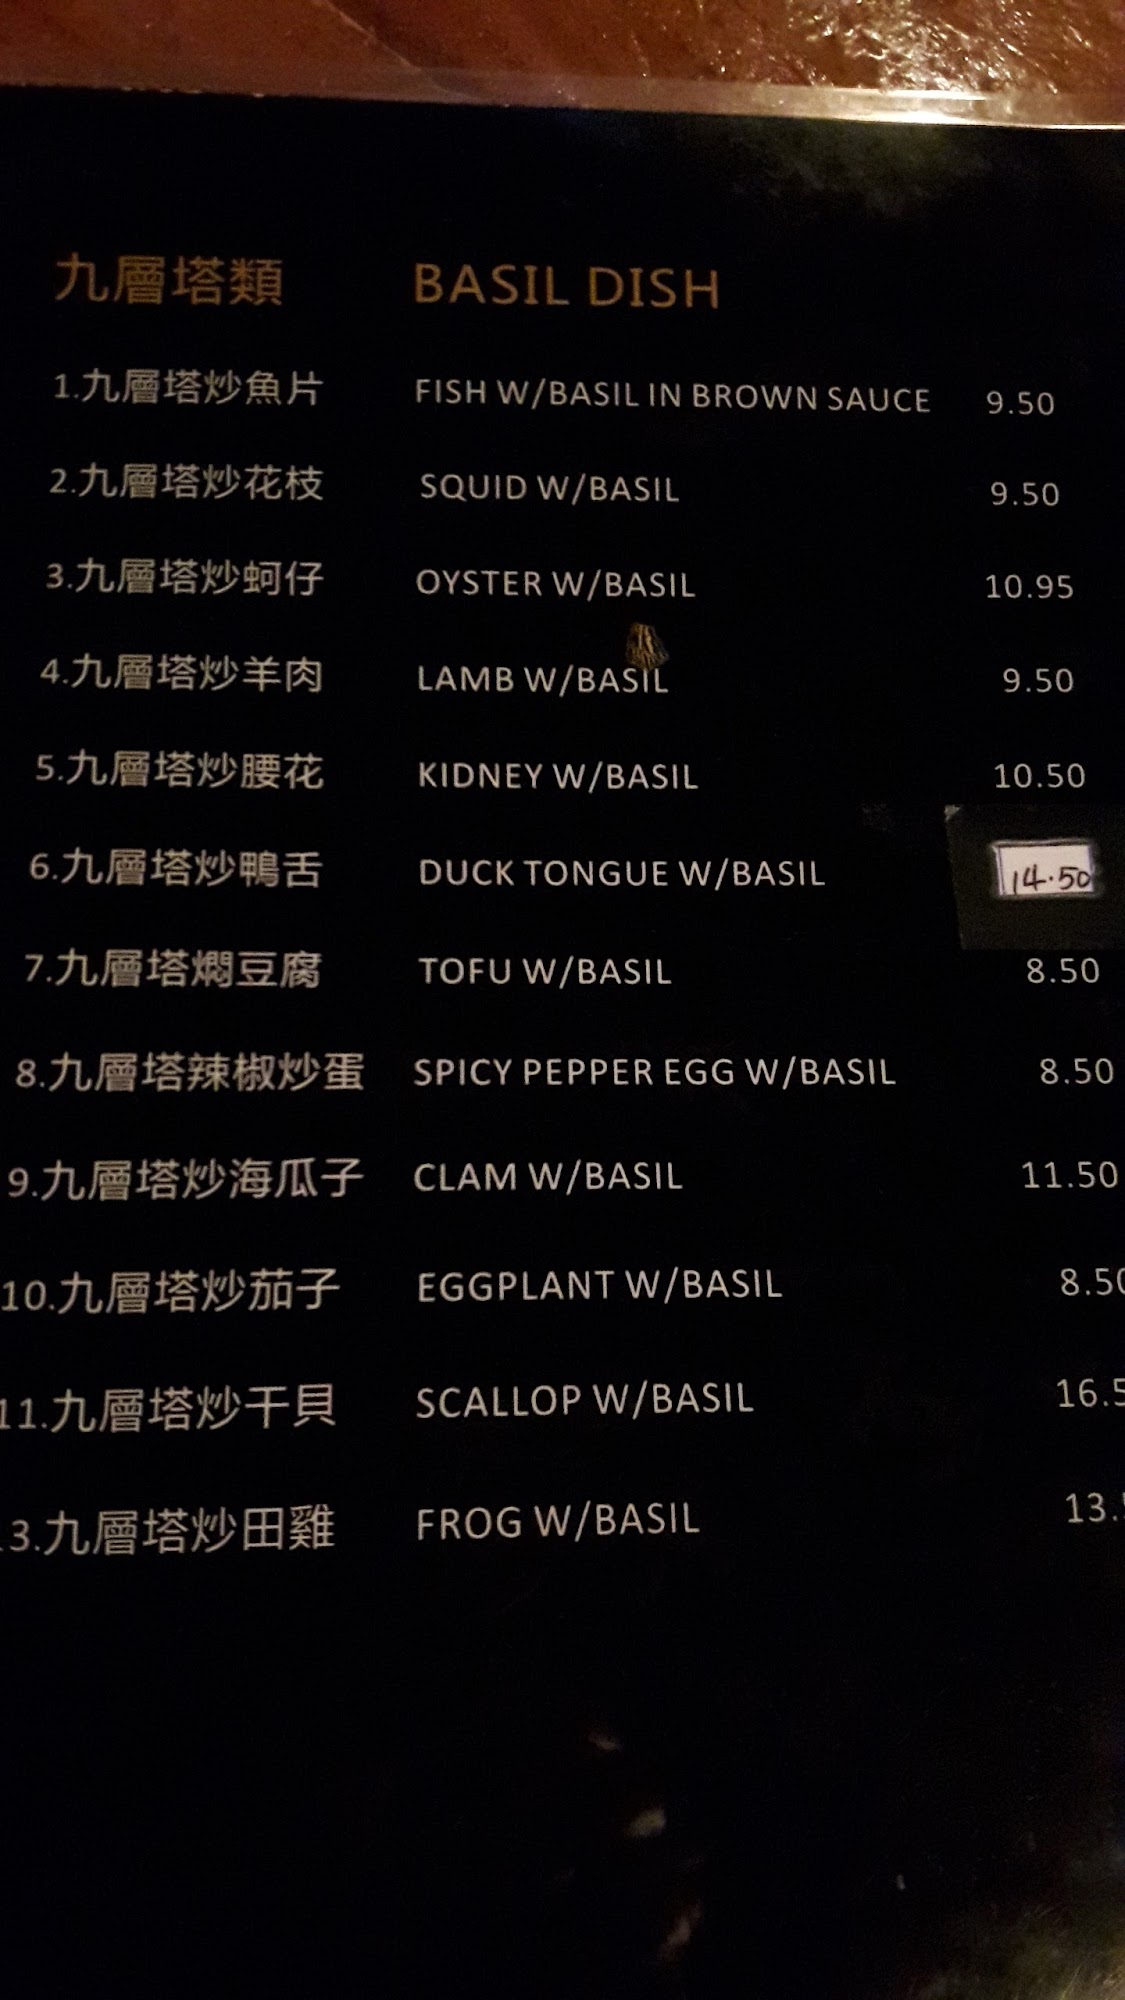 九層塔類 BASIL DISH
1.九層塔炒魚片 FISH W/BASIL IN BROWN SAUCE 9.50
2.九層塔炒花枝 SQUID W/BASIL 9.50
3.九層塔炒蚵仔 OYSTER W/BASIL 10.95
4.九層塔炒羊肉 LAMB W/BASIL 9.50
5.九層塔炒腰花 KIDNEY W/BASIL 10.50
6.九層塔炒鴨舌 DUCK TONGUE W/BASIL 14.50
7.九層塔燜豆腐 TOFU W/BASIL 8.50
8.九層塔辣椒炒蛋 SPICY PEPPER EGG W/BASIL 8.50
9.九層塔炒海瓜子 CLAM W/BASIL 11.50
10.九層塔炒茄子 EGGPLANT W/BASIL 8.50
11.九層塔炒干貝 SCALLOP W/BASIL 16.5
3.九層塔炒田雞 FROG W/BASIL 13.